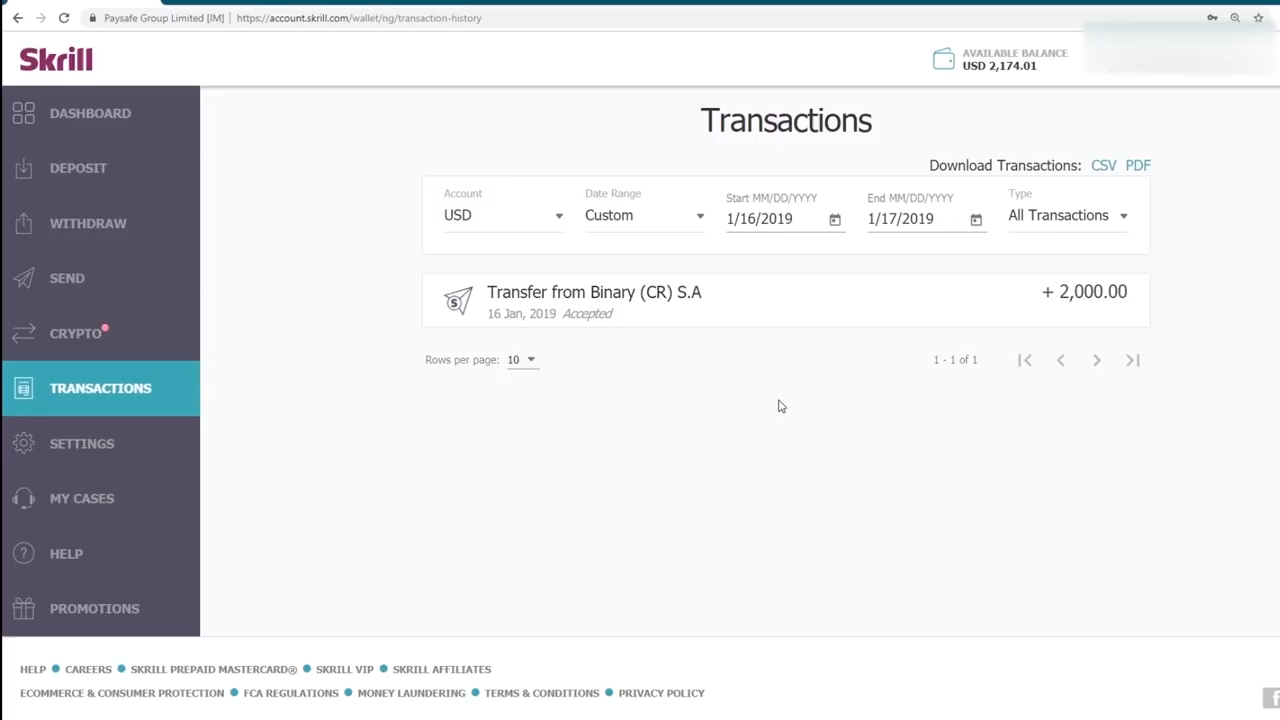 Paysafe Group Limited [IM] | https://account.skrill.com/wallet/ng/transaction-history
Skrill
AVAILABLE BALANCE
USD 2,174.01
DASHBOARD
DEPOSIT
WITHDRAW
SEND
CRYPTO
TRANSACTIONS
SETTINGS
MY CASES
HELP
PROMOTIONS
Transactions
Download Transactions: CSV PDF
Account Date Range Start MM/DD/YYYY End MM/DD/YYYY Type
USD Custom 1/16/2019 1/17/2019 All Transactions
Transfer from Binary (CR) S.A + 2,000.00
16 Jan, 2019 Accepted
Rows per page: 10 1 - 1 of 1
HELP CAREERS SKRILL PREPAID MASTERCARD® SKRILL VIP SKRILL AFFILIATES
ECOMMERCE & CONSUMER PROTECTION FCA REGULATIONS MONEY LAUNDERING TERMS & CONDITIONS PRIVACY POLICY